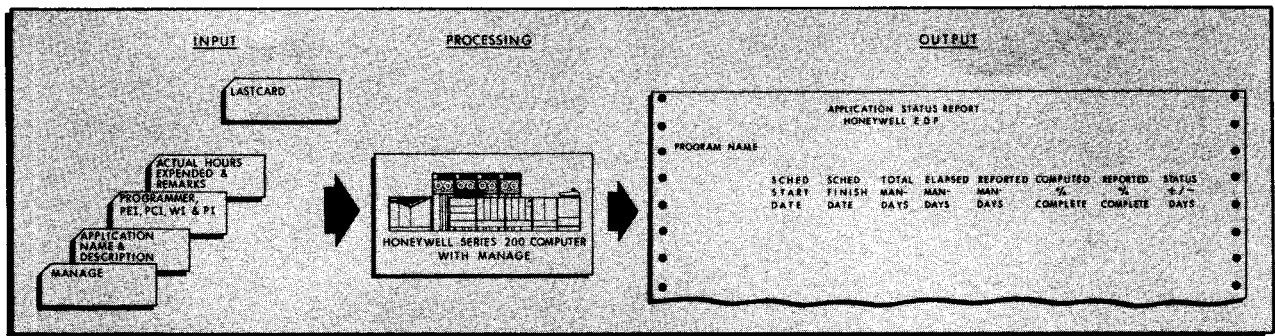 INPUT
PROCESSING
OUTPUT
LASTCARD
ACTUAL HOURS
EXPENDED &
REMARKS
PROGRAMMER,
PEI, PCI, WI & PI
APPLICATION
NAME &
DESCRIPTION
MANAGE
HONEYWELL SERIES 200 COMPUTER
WITH MANAGE
APPLICATION STATUS REPORT
HONEYWELL E D P
PROGRAM NAME
SCHED SCHED TOTAL ELAPSED REPORTED COMPUTED REPORTED STATUS
START FINISH MAN- MAN- MAN- % % +/-
DATE DATE DAYS DAYS DAYS COMPLETE COMPLETE DAYS